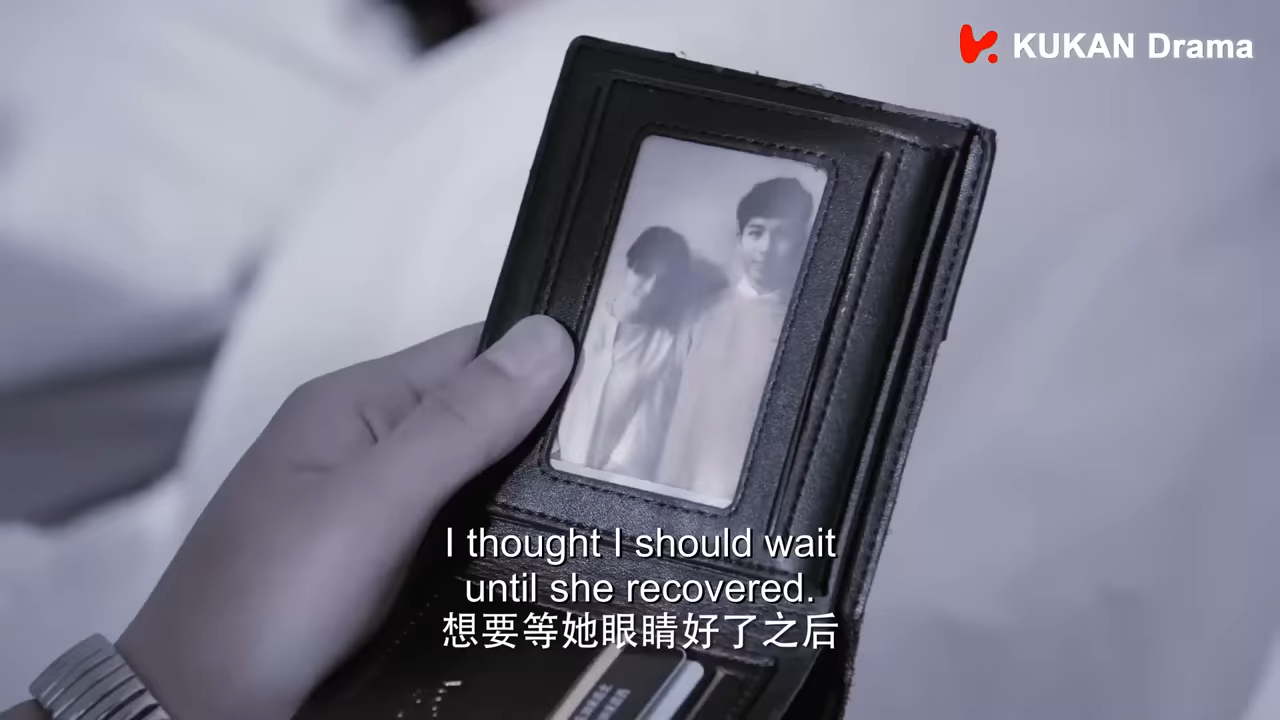 KUKAN Drama
I thought I should wait
until she recovered.
想要等她眼睛好了之后